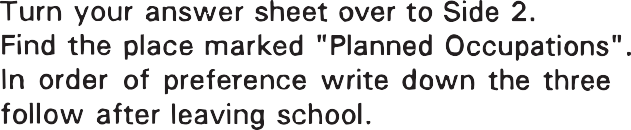 Turn your answer sheet over to Side 2.
Find the place marked "Planned Occupations".
In order of preference write down the three
follow after leaving school.